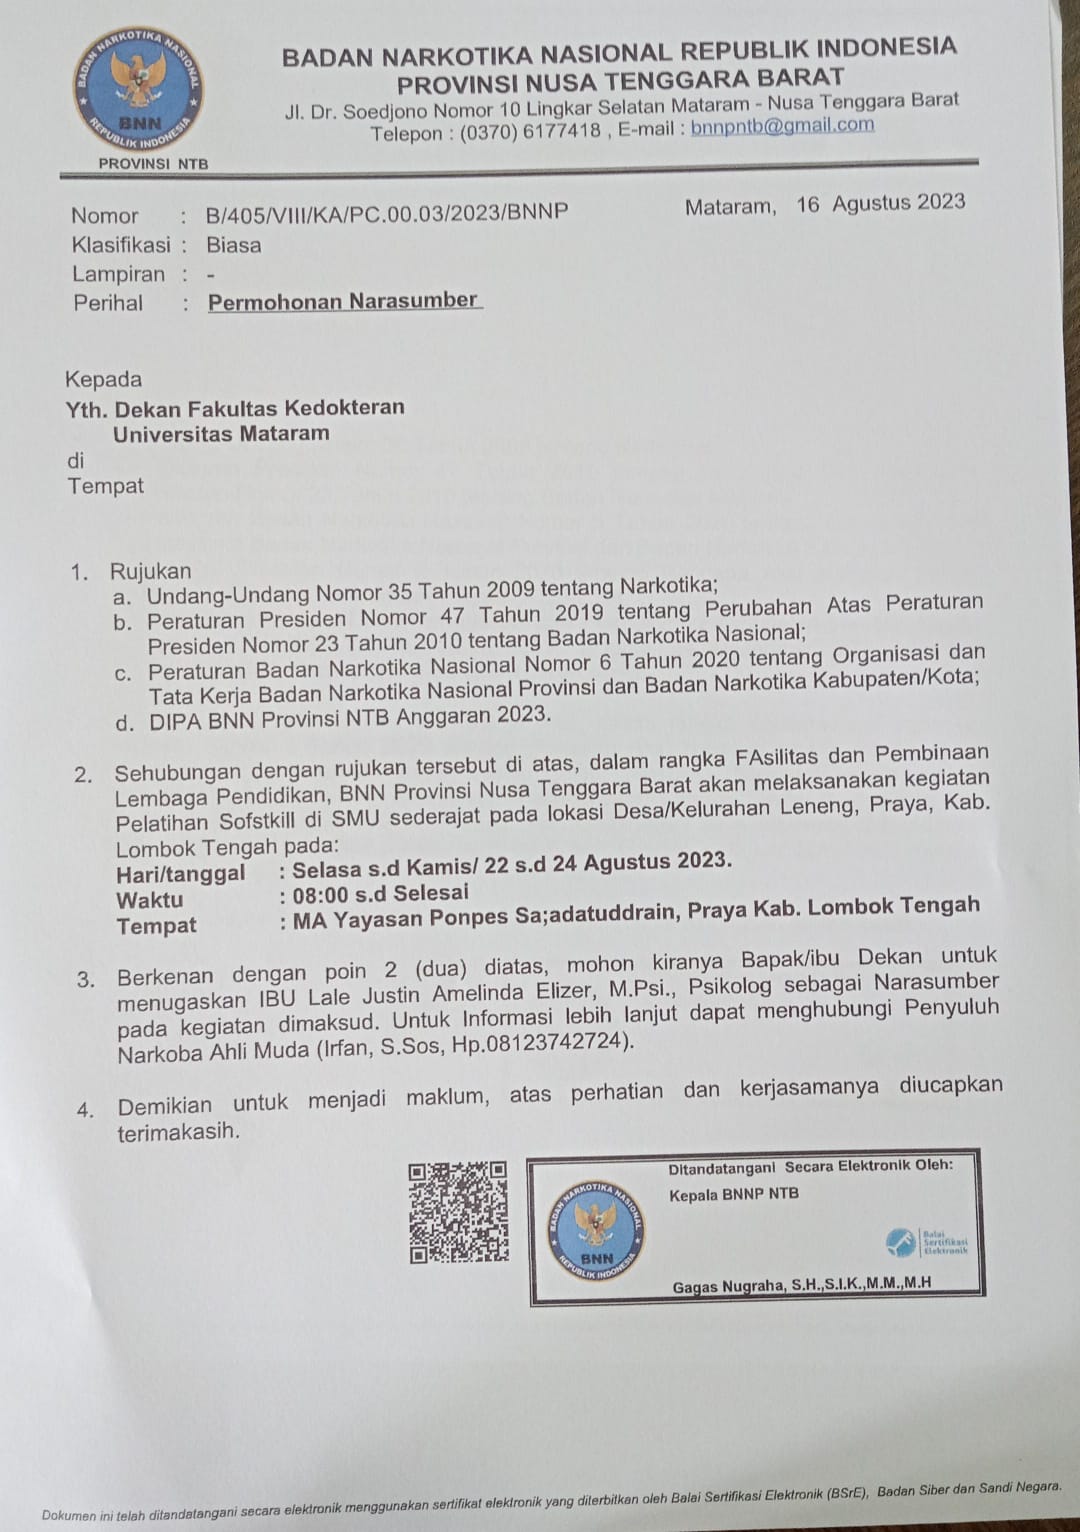 BADAN NARKOTIKA NASIONAL
BNN
REPUBLIK INDONESIA
PROVINSI NTB
BADAN NARKOTIKA NASIONAL REPUBLIK INDONESIA
PROVINSI NUSA TENGGARA BARAT
Jl. Dr. Soedjono Nomor 10 Lingkar Selatan Mataram - Nusa Tenggara Barat
Telepon : (0370) 6177418 , E-mail : bnnpntb@gmail.com
Nomor : B/405/VIII/KA/PC.00.03/2023/BNNP Mataram, 16 Agustus 2023
Klasifikasi : Biasa
Lampiran : -
Perihal : Permohonan Narasumber
Kepada
Yth. Dekan Fakultas Kedokteran
Universitas Mataram
di
Tempat
1. Rujukan
a. Undang-Undang Nomor 35 Tahun 2009 tentang Narkotika;
b. Peraturan Presiden Nomor 47 Tahun 2019 tentang Perubahan Atas Peraturan
Presiden Nomor 23 Tahun 2010 tentang Badan Narkotika Nasional;
c. Peraturan Badan Narkotika Nasional Nomor 6 Tahun 2020 tentang Organisasi dan
Tata Kerja Badan Narkotika Nasional Provinsi dan Badan Narkotika Kabupaten/Kota;
d. DIPA BNN Provinsi NTB Anggaran 2023.
2. Sehubungan dengan rujukan tersebut di atas, dalam rangka FAsilitas dan Pembinaan
Lembaga Pendidikan, BNN Provinsi Nusa Tenggara Barat akan melaksanakan kegiatan
Pelatihan Sofstkill di SMU sederajat pada lokasi Desa/Kelurahan Leneng, Praya, Kab.
Lombok Tengah pada:
Hari/tanggal : Selasa s.d Kamis/ 22 s.d 24 Agustus 2023.
Waktu : 08:00 s.d Selesai
Tempat : MA Yayasan Ponpes Sa;adatuddrain, Praya Kab. Lombok Tengah
3. Berkenan dengan poin 2 (dua) diatas, mohon kiranya Bapak/ibu Dekan untuk
menugaskan IBU Lale Justin Amelinda Elizer, M.Psi., Psikolog sebagai Narasumber
pada kegiatan dimaksud. Untuk Informasi lebih lanjut dapat menghubungi Penyuluh
Narkoba Ahli Muda (Irfan, S.Sos, Hp.08123742724).
4. Demikian untuk menjadi maklum, atas perhatian dan kerjasamanya diucapkan
terimakasih.
Ditandatangani Secara Elektronik Oleh:
Kepala BNNP NTB
BADAN NARKOTIKA NASIONAL
BNN
REPUBLIK INDONESIA
Balai
Sertifikasi
Elektronik
Gagas Nugraha, S.H.,S.I.K.,M.M.,M.H
Dokumen ini telah ditandatangani secara elektronik menggunakan sertifikat elektronik yang diterbitkan oleh Balai Sertifikasi Elektronik (BSrE), Badan Siber dan Sandi Negara.